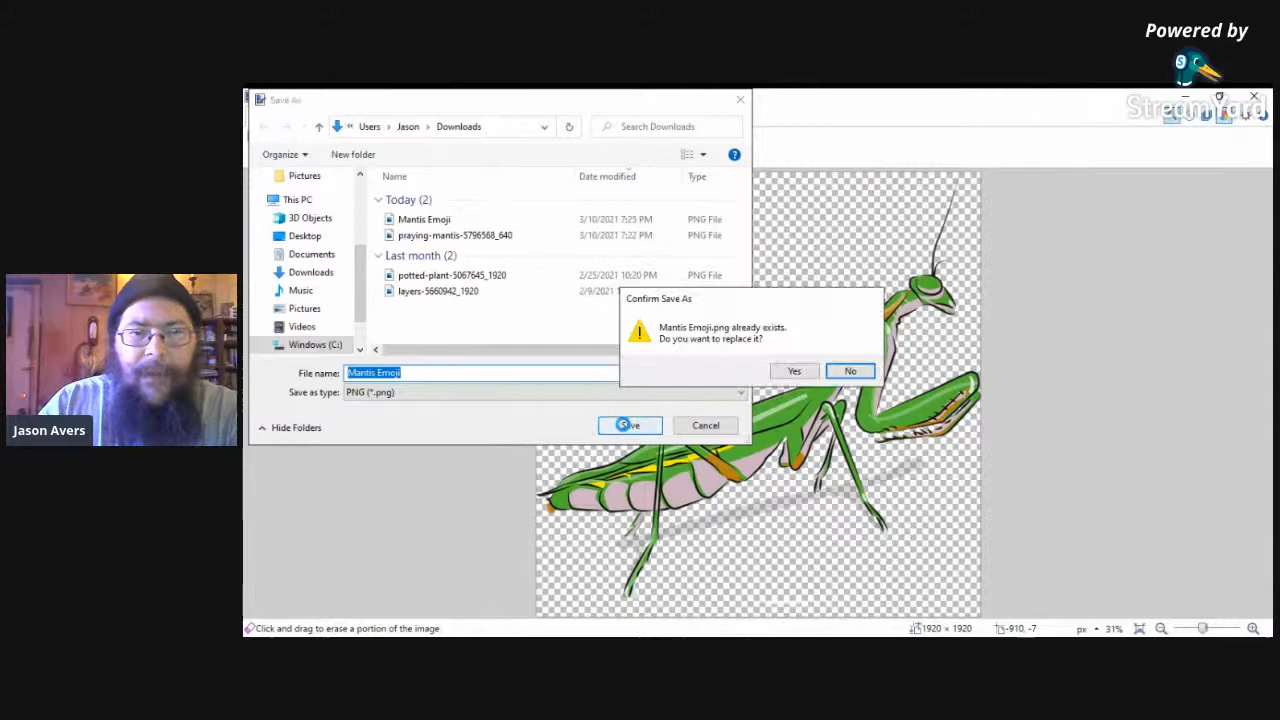 Powered by
StreamYard
Save As
Users › Jason › Downloads
Search Downloads
Organize
New folder
Name
Date modified
Type
Pictures
This PC
3D Objects
Desktop
Documents
Downloads
Music
Pictures
Videos
Windows (C:)
Today (2)
Mantis Emoji 3/10/2021 7:25 PM PNG File
praying-mantis-5796568_640 3/10/2021 7:22 PM PNG File
Last month (2)
potted-plant-5067645_1920 2/25/2021 10:20 PM PNG File
layers-5660942_1920
Confirm Save As
Mantis Emoji.png already exists.
Do you want to replace it?
Yes
No
File name: Mantis Emoji
Save as type: PNG (*.png)
Hide Folders
Cancel
Jason Avers
Click and drag to erase a portion of the image
1920 × 1920
-910, -7
px
31%